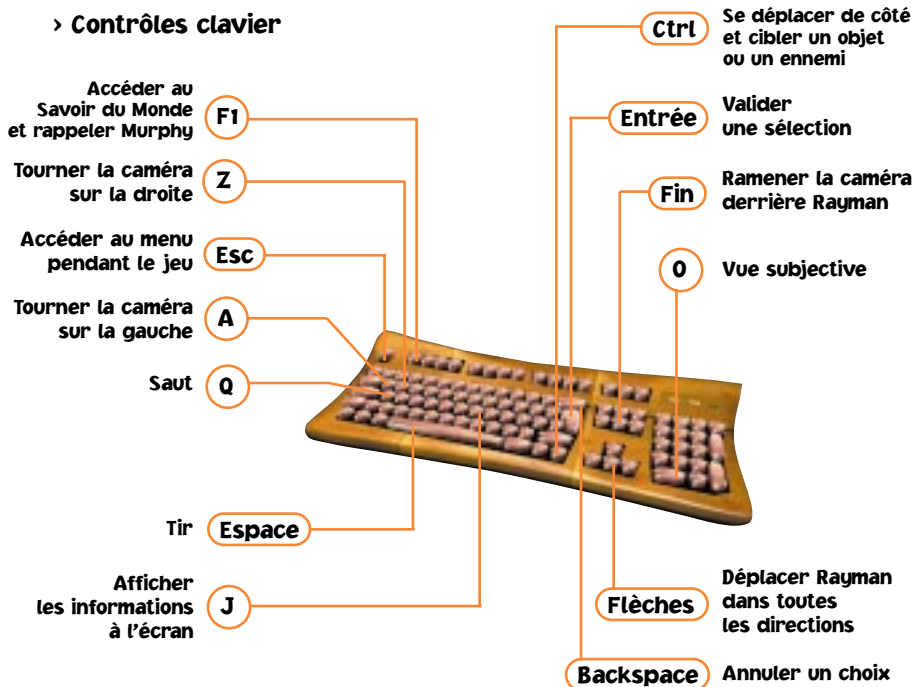 › Contrôles clavier
Accéder au
Savoir du Monde
et rappeler Murphy
F1
Tourner la caméra
sur la droite
Z
Accéder au menu
pendant le jeu
Esc
Tourner la caméra
sur la gauche
A
Saut
Q
Tir
Espace
Afficher
les informations
à l'écran
J
Ctrl
Se déplacer de côté
et cibler un objet
ou un ennemi
Entrée
Valider
une sélection
Fin
Ramener la caméra
derrière Rayman
0
Vue subjective
Flèches
Déplacer Rayman
dans toutes
les directions
Backspace
Annuler un choix